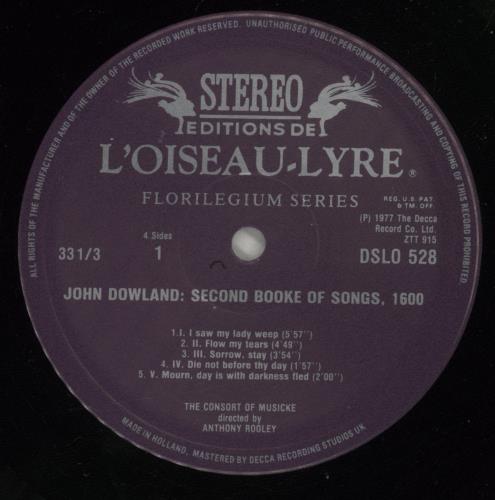 ALL RIGHTS OF THE MANUFACTURER AND OF THE OWNER OF THE RECORDED WORK RESERVED. UNAUTHORISED PUBLIC PERFORMANCE BROADCASTING AND COPYING OF THIS RECORD PROHIBITED
STEREO
EDITIONS DE
L'OISEAU-LYRE®
FLORILEGIUM SERIES
REG. U.S. PAT.
& TM. OFF.
(P) 1977 The Decca
Record Co. Ltd.
ZTT 915
4 Sides
33 1/3 1 DSLO 528
JOHN DOWLAND: SECOND BOOKE OF SONGS, 1600
1. I. I saw my lady weep (5'57'')
2. II. Flow my tears (4'49'')
3. III. Sorrow, stay (3'54'')
4. IV. Die not before thy day (1'57'')
5. V. Mourn, day is with darkness fled (2'00'')
THE CONSORT OF MUSICKE
directed by
ANTHONY ROOLEY
MADE IN HOLLAND, MASTERED BY DECCA RECORDING STUDIOS UK